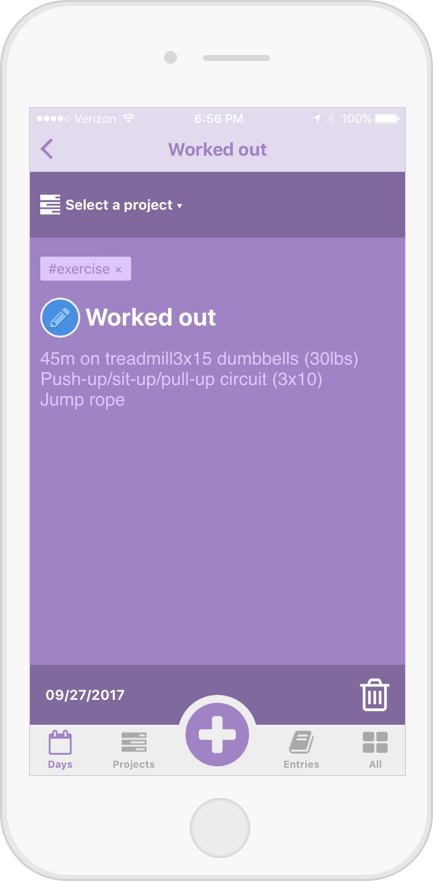 Verizon 6:56 PM 100%
Worked out
Select a project ▾
#exercise ×
Worked out
45m on treadmill3x15 dumbbells (30lbs)
Push-up/sit-up/pull-up circuit (3x10)
Jump rope
09/27/2017
Days Projects Entries All